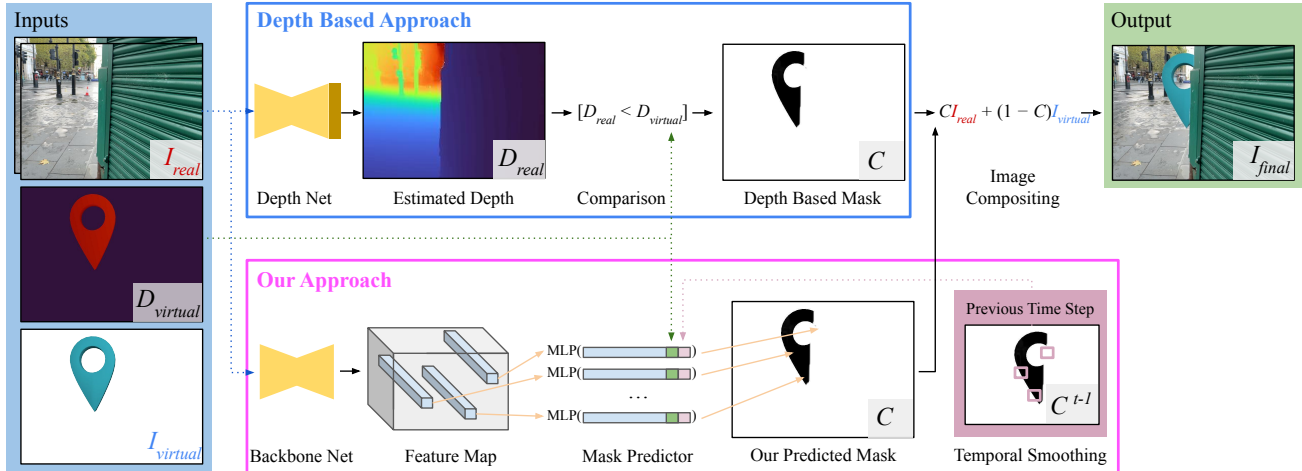 Inputs
I_real
D_virtual
I_virtual
Depth Based Approach
D_real
[D_real < D_virtual]
C
Depth Net
Estimated Depth
Comparison
Depth Based Mask
CI_real + (1 − C)I_virtual
Image
Compositing
Output
I_final
Our Approach
MLP( )
MLP( )
...
MLP( )
C
Previous Time Step
C^t-1
Backbone Net
Feature Map
Mask Predictor
Our Predicted Mask
Temporal Smoothing